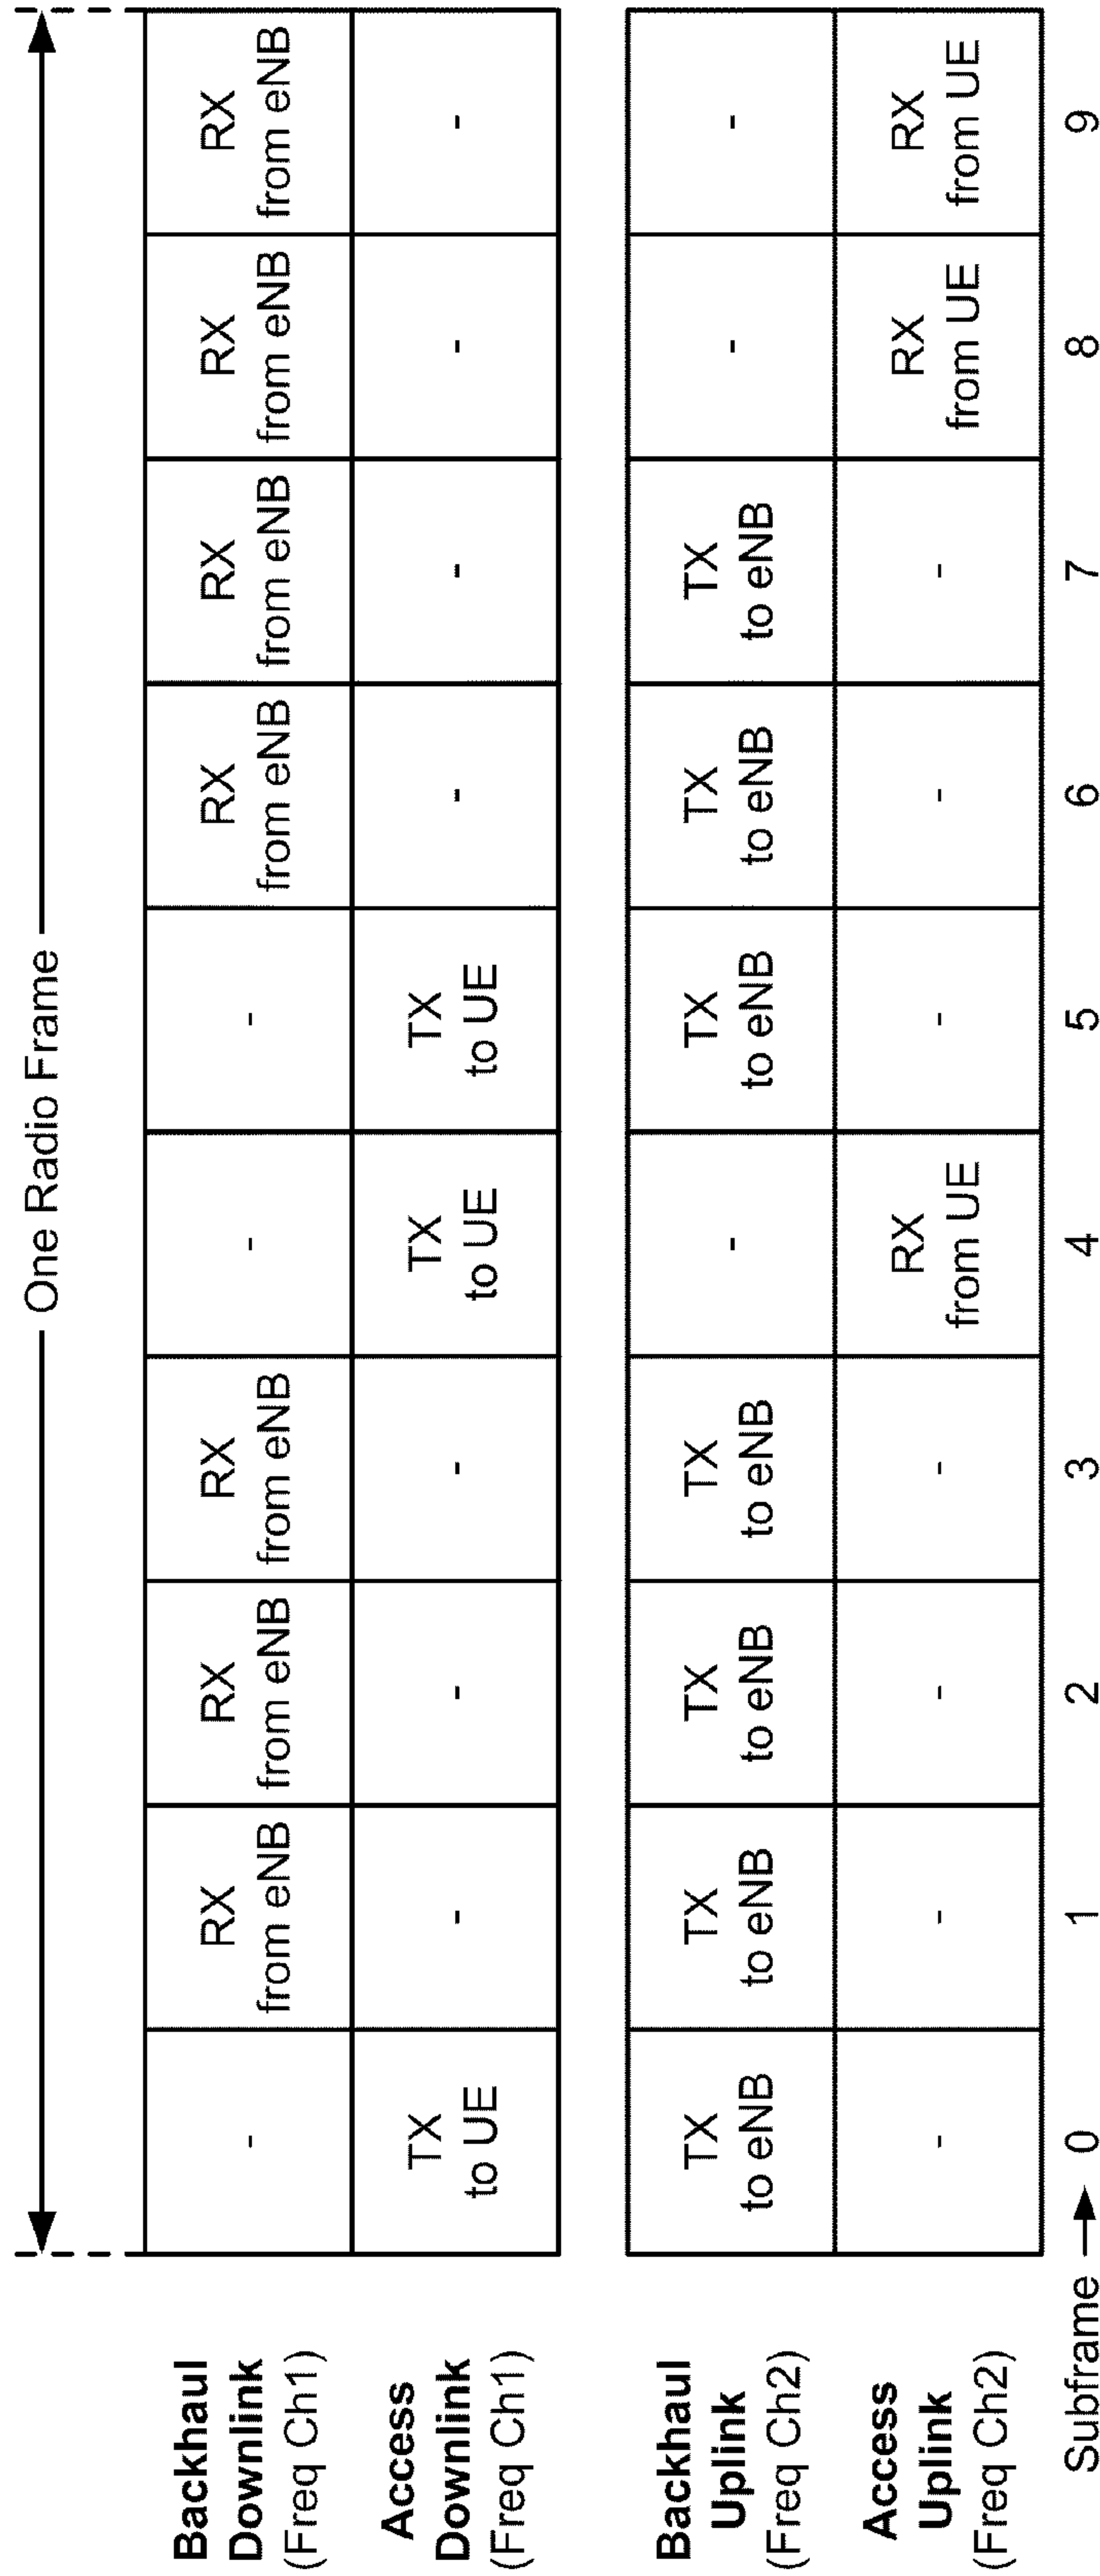 One Radio Frame
Backhaul
Downlink
(Freq Ch1)
-
RX
from eNB
RX
from eNB
RX
from eNB
-
-
RX
from eNB
RX
from eNB
RX
from eNB
RX
from eNB
Access
Downlink
(Freq Ch1)
TX
to UE
-
-
-
TX
to UE
TX
to UE
-
-
-
-
Backhaul
Uplink
(Freq Ch2)
TX
to eNB
TX
to eNB
TX
to eNB
TX
to eNB
-
TX
to eNB
TX
to eNB
TX
to eNB
-
-
Access
Uplink
(Freq Ch2)
-
-
-
-
RX
from UE
-
-
-
RX
from UE
RX
from UE
Subframe 0 1 2 3 4 5 6 7 8 9